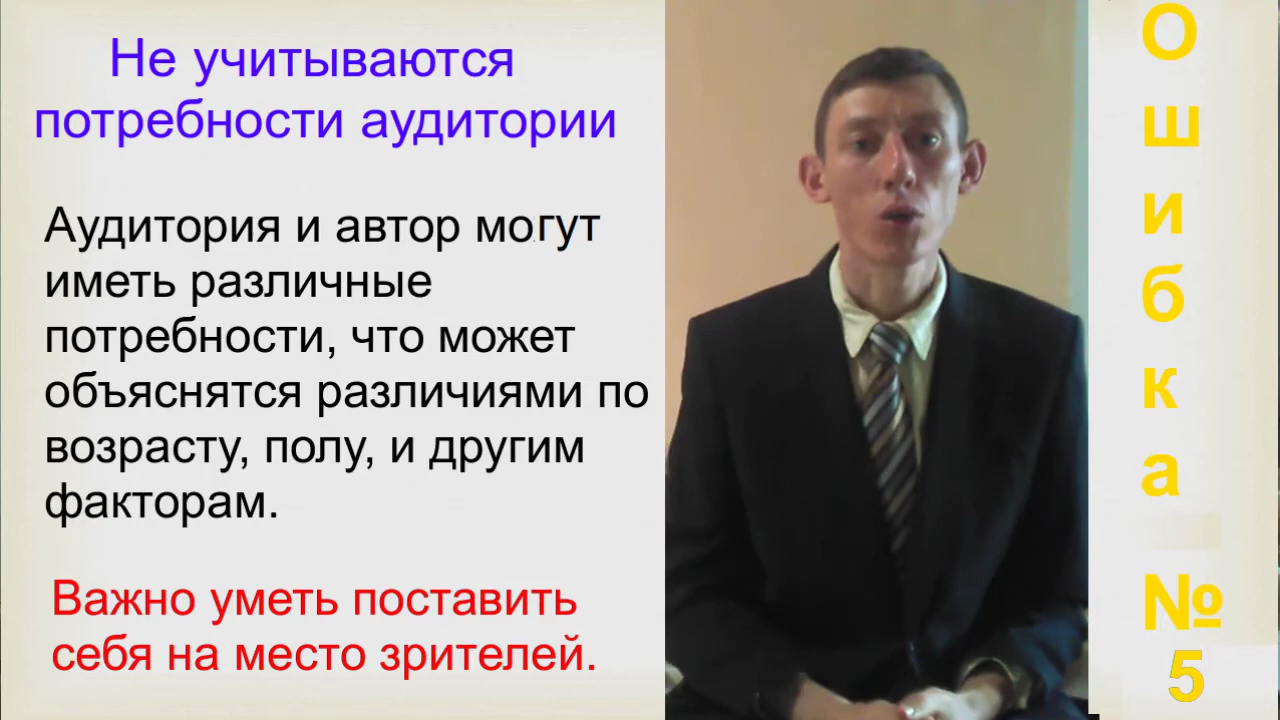 Не учитываются
потребности аудитории
Аудитория и автор могут
иметь различные
потребности, что может
объяснятся различиями по
возрасту, полу, и другим
факторам.
Важно уметь поставить
себя на место зрителей.
Ошибка
№
5